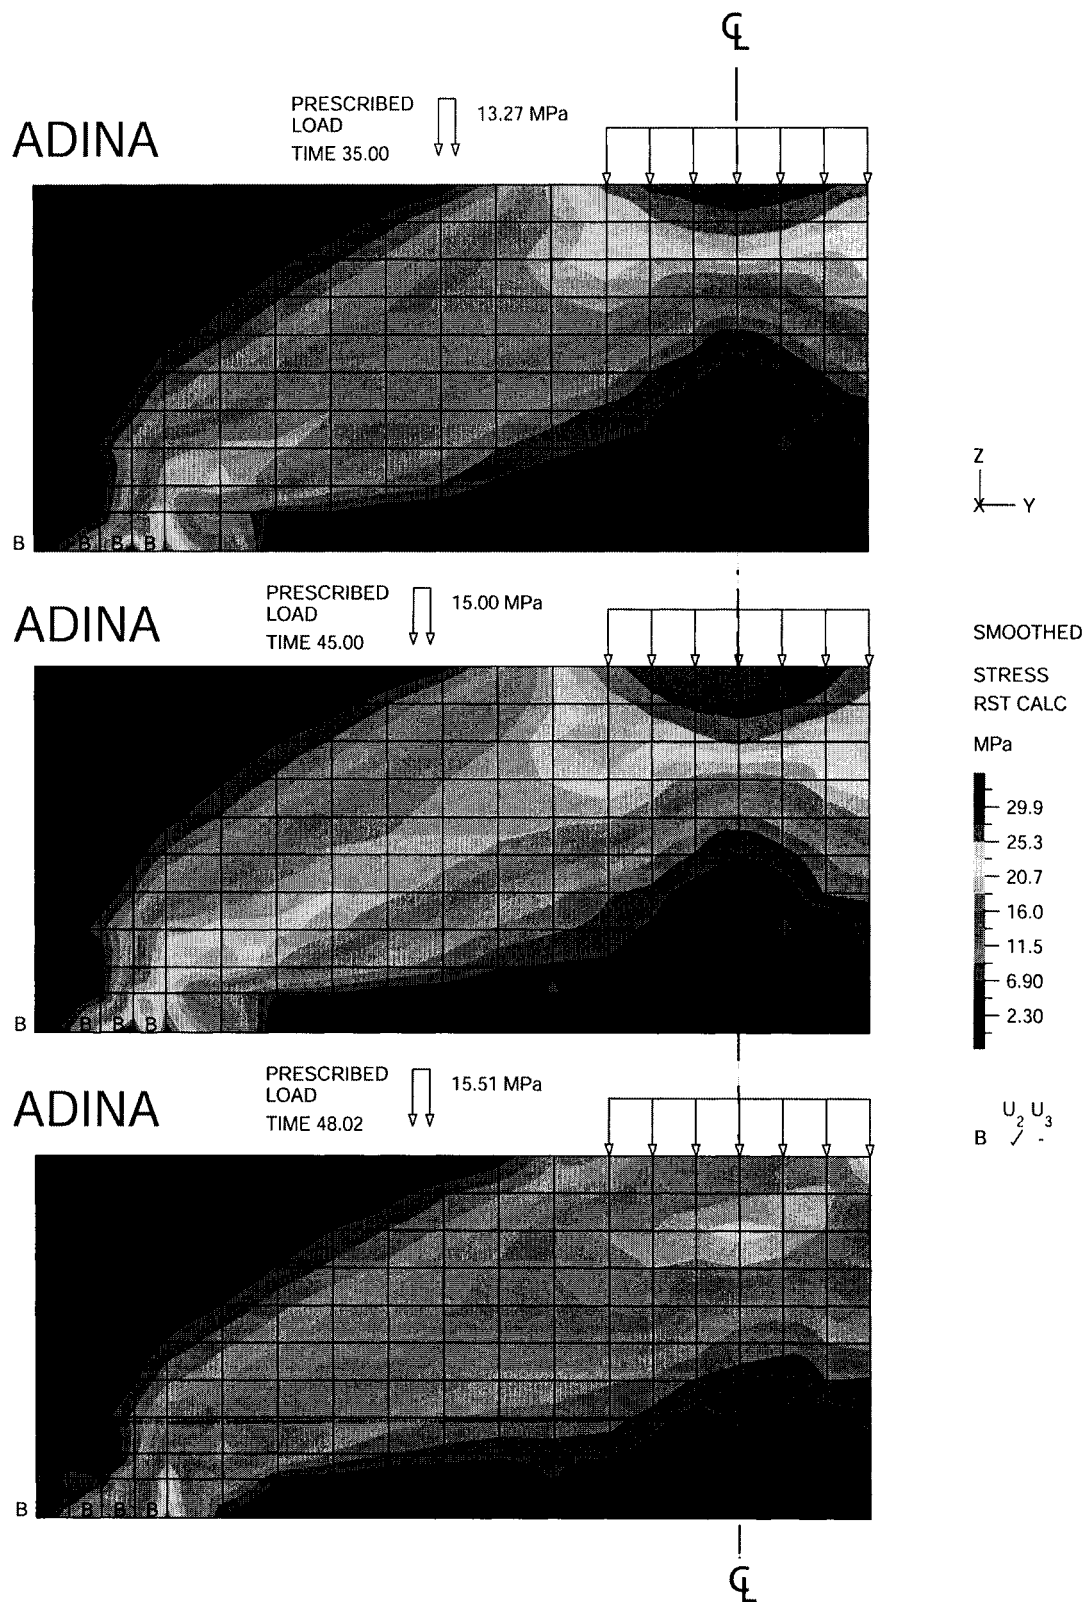 ℄
PRESCRIBED
LOAD
TIME 35.00
13.27 MPa
ADINA
B B B B
Z
X Y
PRESCRIBED
LOAD
TIME 45.00
15.00 MPa
ADINA
B B B B
SMOOTHED
STRESS
RST CALC
MPa
29.9
25.3
20.7
16.0
11.5
6.90
2.30
PRESCRIBED
LOAD
TIME 48.02
15.51 MPa
ADINA
U2 U3
B ✓ -
B B B B
℄